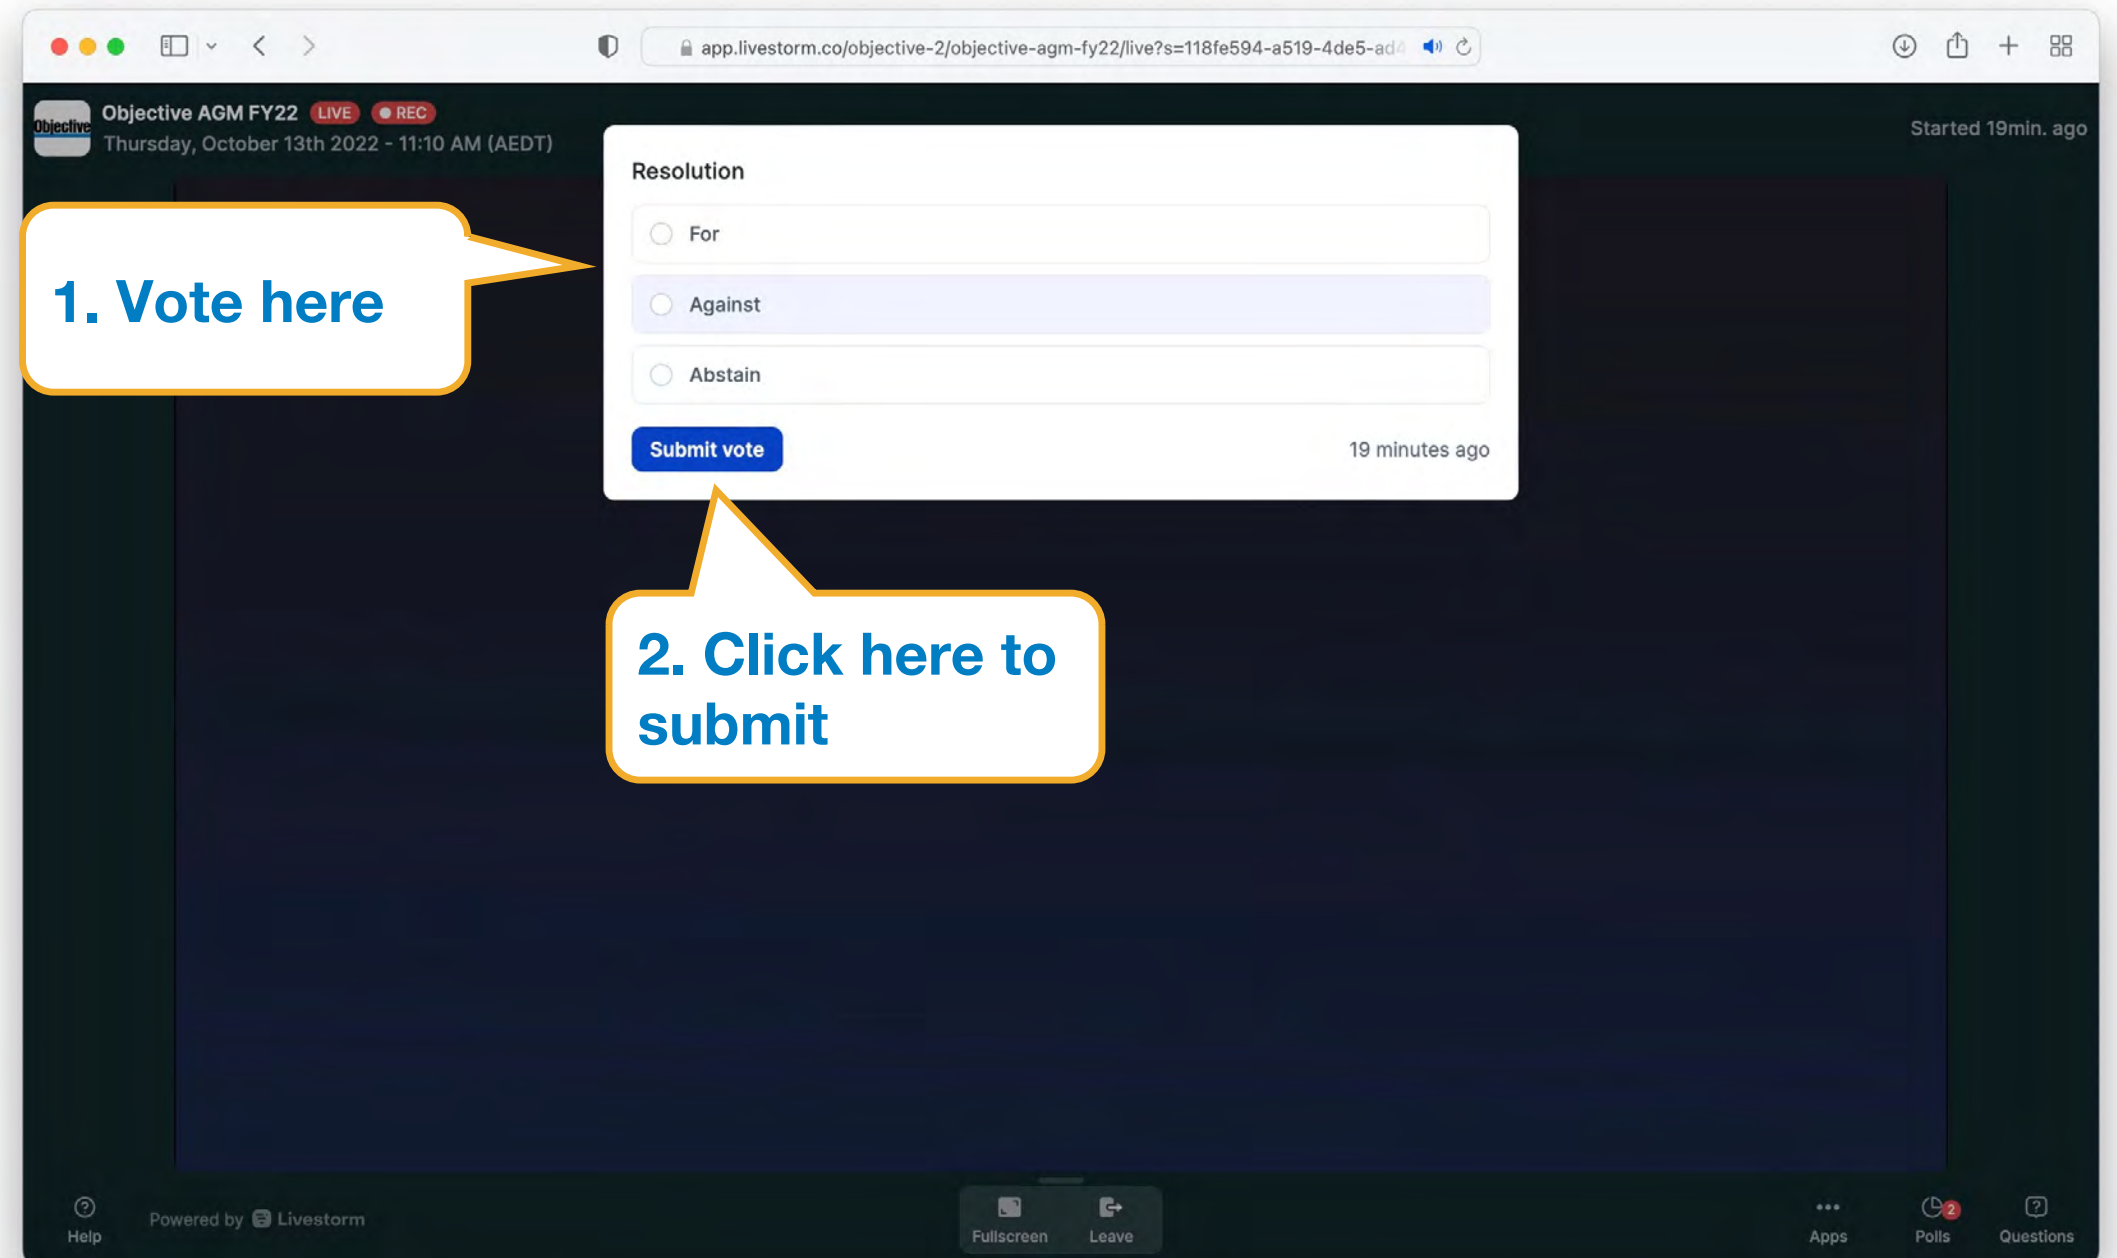 app.livestorm.co/objective-2/objective-agm-fy22/live?s=118fe594-a519-4de5-ad4
Objective
Objective AGM FY22 LIVE REC
Thursday, October 13th 2022 - 11:10 AM (AEDT)
Started 19min. ago
Resolution
For
Against
Abstain
Submit vote
19 minutes ago
1. Vote here
2. Click here to
submit
Help
Powered by Livestorm
Fullscreen
Leave
Apps
2
Polls
Questions